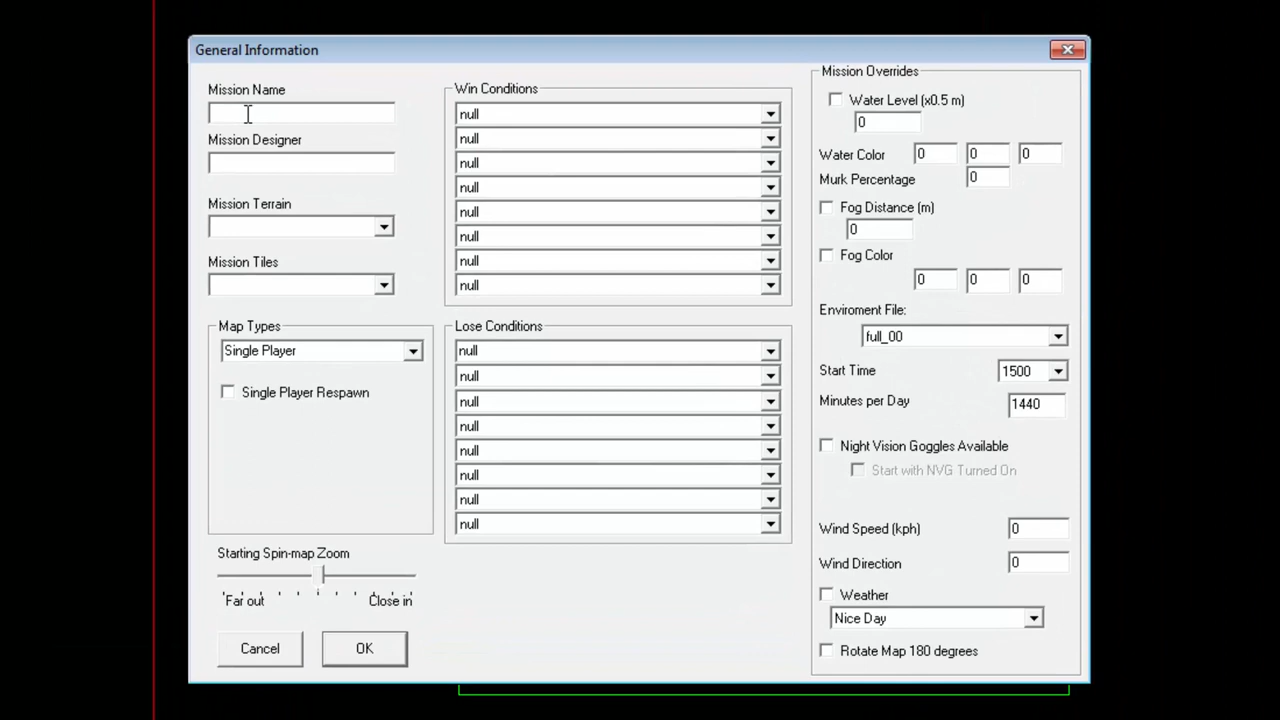 General Information
Mission Name
Mission Designer
Mission Terrain
Mission Tiles
Map Types
Single Player
Single Player Respawn
Starting Spin-map Zoom
Far out
Close in
Cancel
OK
Win Conditions
null
null
null
null
null
null
null
null
Lose Conditions
null
null
null
null
null
null
null
null
Mission Overrides
Water Level (x0.5 m)
0
Water Color 0 0 0
Murk Percentage 0
Fog Distance (m)
0
Fog Color
0 0 0
Enviroment File:
full_00
Start Time 1500
Minutes per Day 1440
Night Vision Goggles Available
Start with NVG Turned On
Wind Speed (kph) 0
Wind Direction 0
Weather
Nice Day
Rotate Map 180 degrees